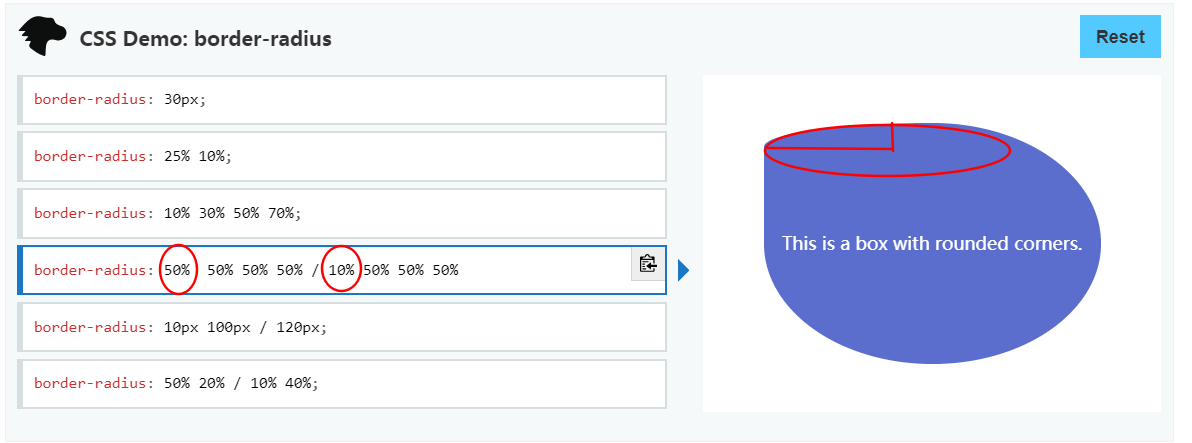 CSS Demo: border-radius
Reset
border-radius: 30px;
border-radius: 25% 10%;
border-radius: 10% 30% 50% 70%;
border-radius: 50% 50% 50% 50% / 10% 50% 50% 50%
border-radius: 10px 100px / 120px;
border-radius: 50% 20% / 10% 40%;
This is a box with rounded corners.